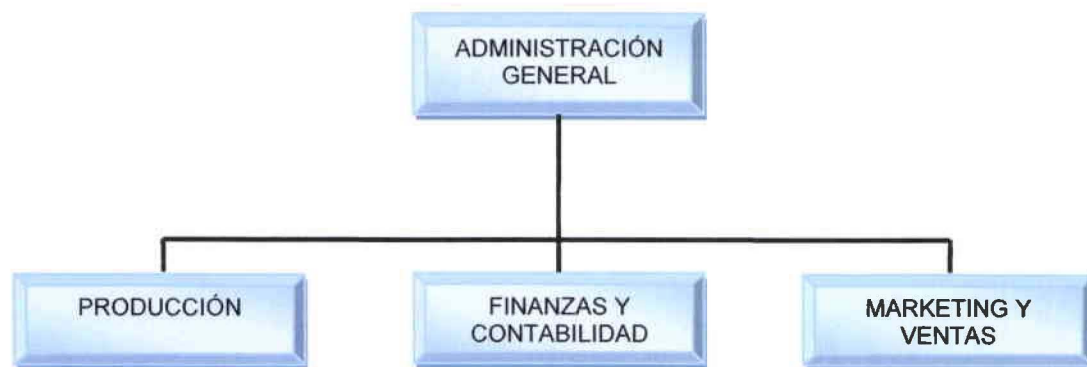 ADMINISTRACIÓN
GENERAL
PRODUCCIÓN
FINANZAS Y
CONTABILIDAD
MARKETING Y
VENTAS